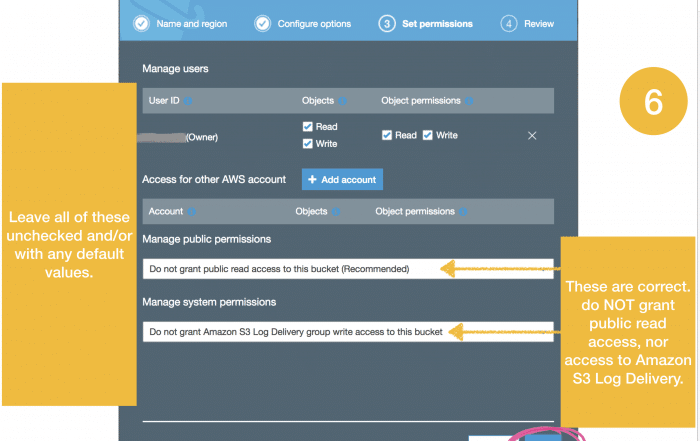 Name and region
Configure options
3 Set permissions
4 Review
Manage users
User ID Objects Object permissions
(Owner)
Read
Write
Read Write
Access for other AWS account
+ Add account
Account Objects Object permissions
Manage public permissions
Do not grant public read access to this bucket (Recommended)
Manage system permissions
Do not grant Amazon S3 Log Delivery group write access to this bucket
Leave all of these
unchecked and/or
with any default
values.
6
These are correct.
do NOT grant
public read
access, nor
access to Amazon
S3 Log Delivery.